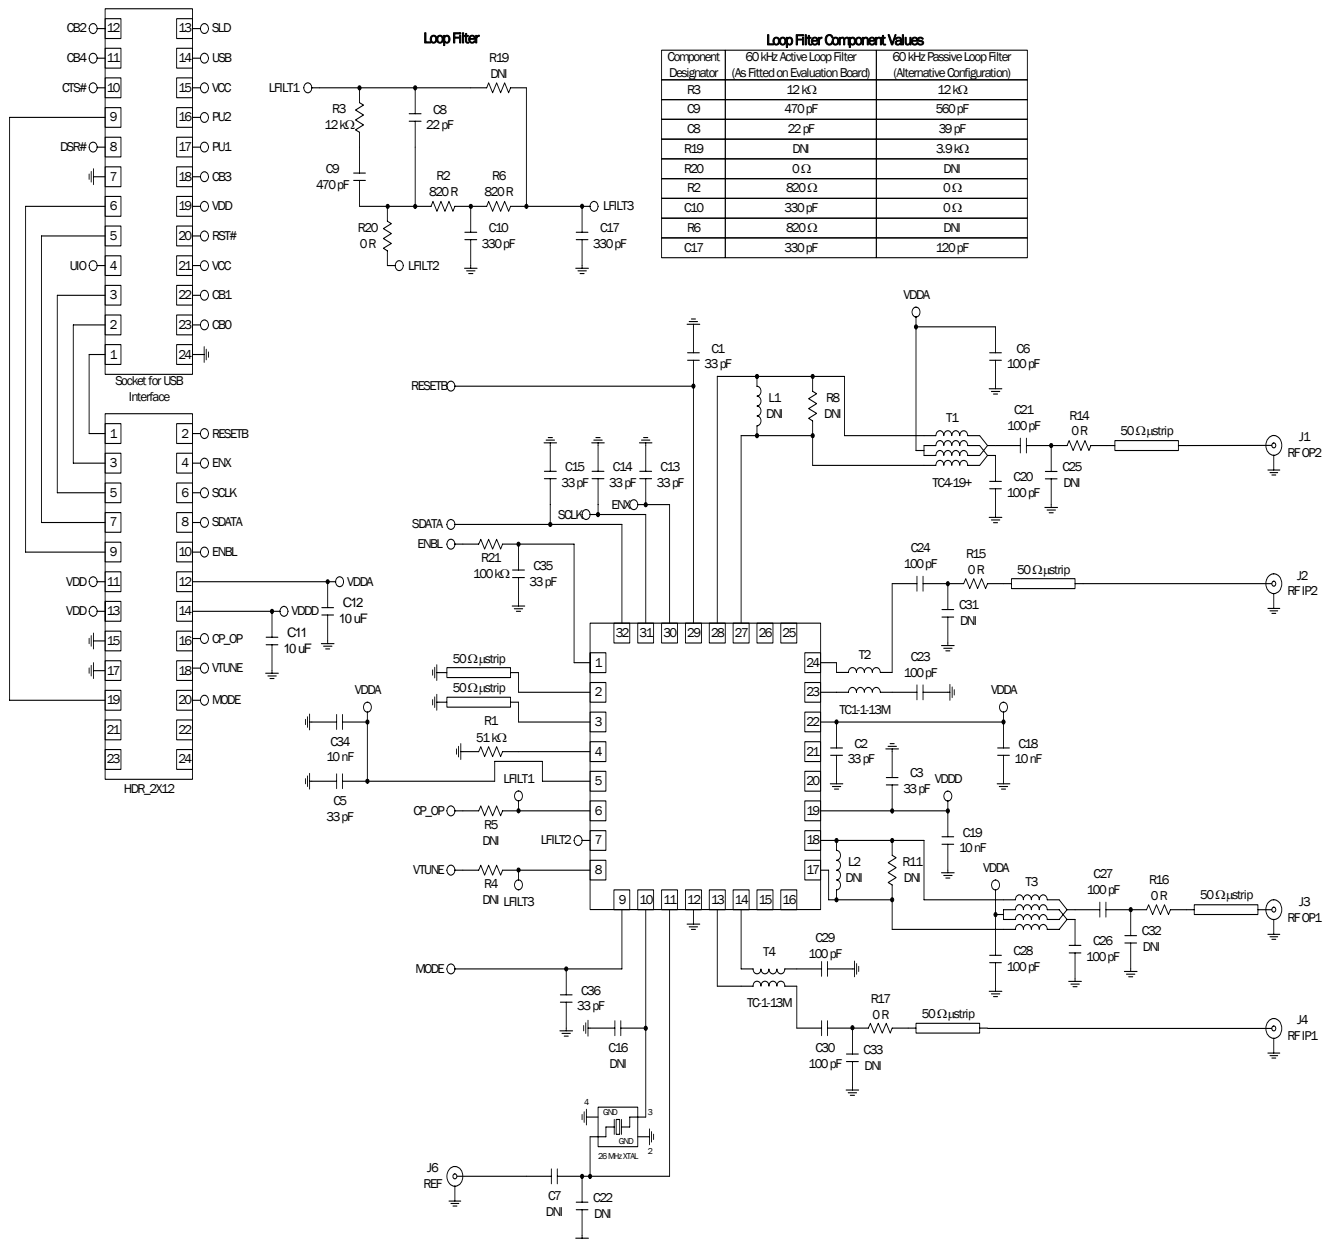 CB2 12 13 SLD
CB4 11 14 USB
CTS# 10 15 VCC
9 16 PU2
DSR# 8 17 PU1
7 18 CB3
6 19 VDD
5 20 RST#
UIO 4 21 VCC
3 22 CB1
2 23 CB0
1 24
Socket for USB
Interface
1 2 RESETB
3 4 ENX
5 6 SCLK
7 8 SDATA
9 10 ENBL
VDD 11 12 VDDA
VDD 13 14 VDDD
C12
10 uF
C11
10 uF
15 16 CP_OP
17 18 VTUNE
19 20 MODE
21 22
23 24
HDR_2X12
Loop Filter
LFILT1
R19
DNI
R3
12 kΩ
C8
22 pF
C9
470 pF
R2
820 R
R6
820 R
LFILT3
R20
0 R
C10
330 pF
C17
330 pF
LFILT2
Loop Filter Component Values
Component
Designator
60 kHz Active Loop Filter
(As Fitted on Evaluation Board)
60 kHz Passive Loop Filter
(Alternative Configuration)
R3 12 kΩ 12 kΩ
C9 470 pF 560 pF
C8 22 pF 39 pF
R19 DNI 3.9 kΩ
R20 0 Ω DNI
R2 820 Ω 0 Ω
C10 330 pF 0 Ω
R6 820 Ω DNI
C17 330 pF 120 pF
VDDA
C6
100 pF
C1
33 pF
RESETB
L1
DNI
R8
DNI
T1
TC4-19+
C21
100 pF
C20
100 pF
R14
0 R
C25
DNI
50 Ω µstrip
J1
RF OP2
C15
33 pF
C14
33 pF
C13
33 pF
ENX
SCLK
SDATA
ENBL
R21
100 kΩ
C35
33 pF
C24
100 pF
R15
0 R
C31
DNI
50 Ω µstrip
J2
RF IP2
32 31 30 29 28 27 26 25
1 2 3 4 5 6 7 8
24 23 22 21 20 19 18 17
9 10 11 12 13 14 15 16
50 Ω µstrip
50 Ω µstrip
R1
51 kΩ
VDDA
C34
10 nF
C5
33 pF
LFILT1
CP_OP
R5
DNI
LFILT2
VTUNE
R4
DNI
LFILT3
T2
TC1-1-13M
C23
100 pF
VDDA
C2
33 pF
C18
10 nF
C3
33 pF
VDDD
C19
10 nF
L2
DNI
R11
DNI
VDDA
T3
C28
100 pF
C27
100 pF
C26
100 pF
R16
0 R
C32
DNI
50 Ω µstrip
J3
RF OP1
MODE
C36
33 pF
C16
DNI
T4
TC-1-13M
C29
100 pF
C30
100 pF
R17
0 R
C33
DNI
50 Ω µstrip
J4
RF IP1
4
GND
3
GND
2
26 MHz XTAL
J6
REF
C7
DNI
C22
DNI